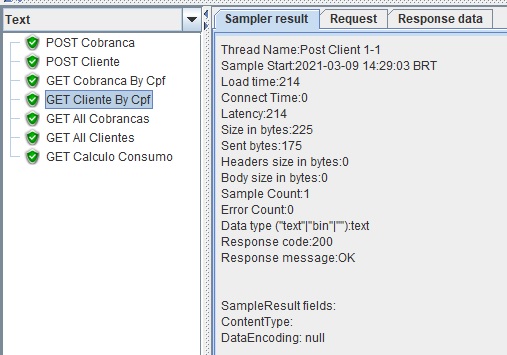 Text
POST Cobranca
POST Cliente
GET Cobranca By Cpf
GET Cliente By Cpf
GET All Cobrancas
GET All Clientes
GET Calculo Consumo
Sampler result
Request
Response data
Thread Name:Post Client 1-1
Sample Start:2021-03-09 14:29:03 BRT
Load time:214
Connect Time:0
Latency:214
Size in bytes:225
Sent bytes:175
Headers size in bytes:0
Body size in bytes:0
Sample Count:1
Error Count:0
Data type ("text"|"bin"|""):text
Response code:200
Response message:OK
SampleResult fields:
ContentType:
DataEncoding: null